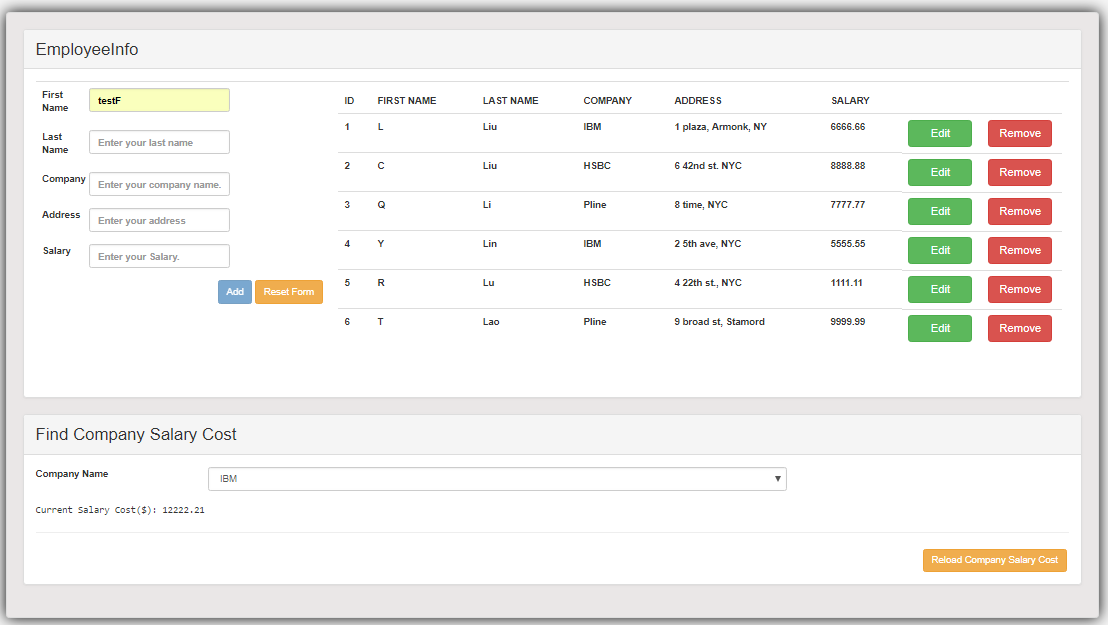 EmployeeInfo
First Name testF
Last Name Enter your last name
Company Enter your company name.
Address Enter your address
Salary Enter your Salary.
Add Reset Form
ID FIRST NAME LAST NAME COMPANY ADDRESS SALARY
1 L Liu IBM 1 plaza, Armonk, NY 6666.66 Edit Remove
2 C Liu HSBC 6 42nd st. NYC 8888.88 Edit Remove
3 Q Li Pline 8 time, NYC 7777.77 Edit Remove
4 Y Lin IBM 2 5th ave, NYC 5555.55 Edit Remove
5 R Lu HSBC 4 22th st., NYC 1111.11 Edit Remove
6 T Lao Pline 9 broad st, Stamord 9999.99 Edit Remove
Find Company Salary Cost
Company Name IBM
Current Salary Cost($): 12222.21
Reload Company Salary Cost